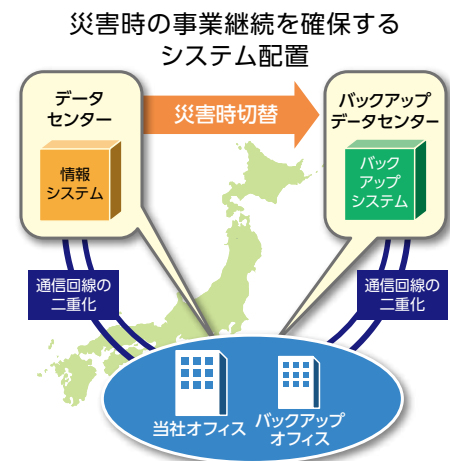 災害時の事業継続を確保する
システム配置
データ
センター
災害時切替
バックアップ
データセンター
情報
システム
バック
アップ
システム
通信回線の
二重化
通信回線の
二重化
当社オフィス
バックアップ
オフィス